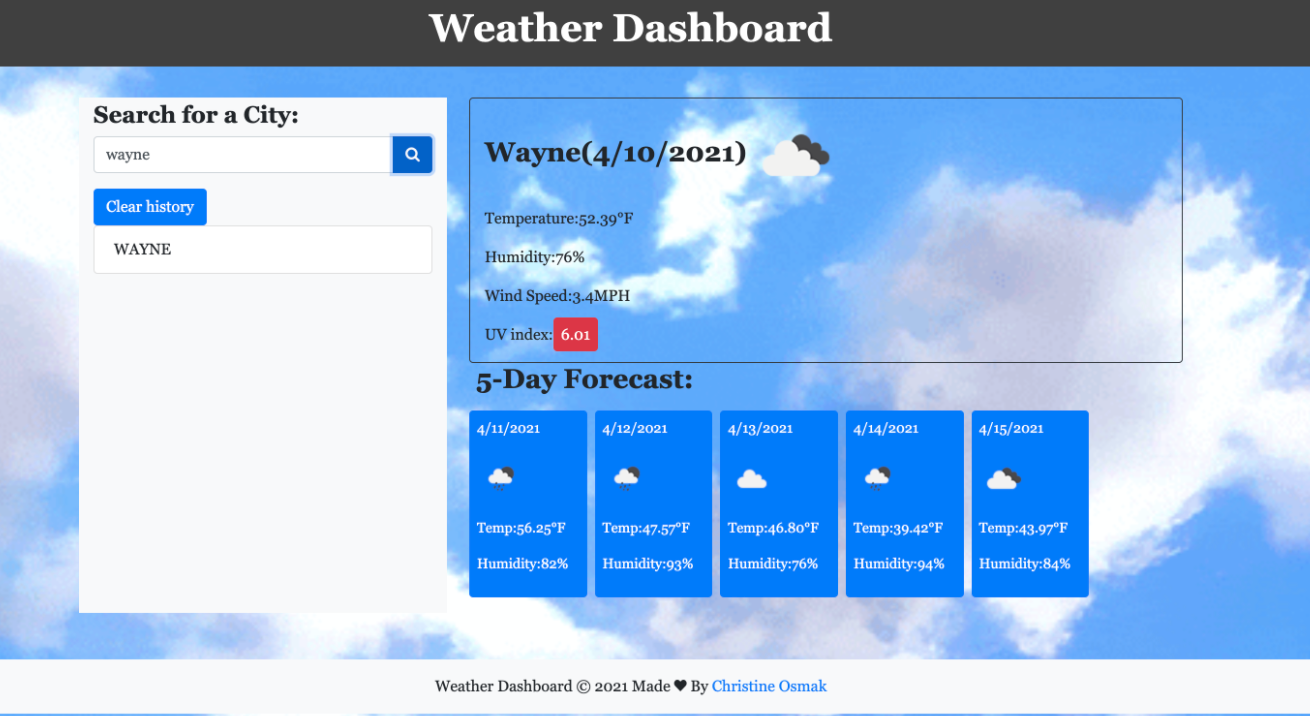 Weather Dashboard
Search for a City:
wayne
Clear history
WAYNE
Wayne(4/10/2021)
Temperature:52.39°F
Humidity:76%
Wind Speed:3.4MPH
UV index: 6.01
5-Day Forecast:
4/11/2021
Temp:56.25°F
Humidity:82%
4/12/2021
Temp:47.57°F
Humidity:93%
4/13/2021
Temp:46.80°F
Humidity:76%
4/14/2021
Temp:39.42°F
Humidity:94%
4/15/2021
Temp:43.97°F
Humidity:84%
Weather Dashboard © 2021 Made ♥ By Christine Osmak